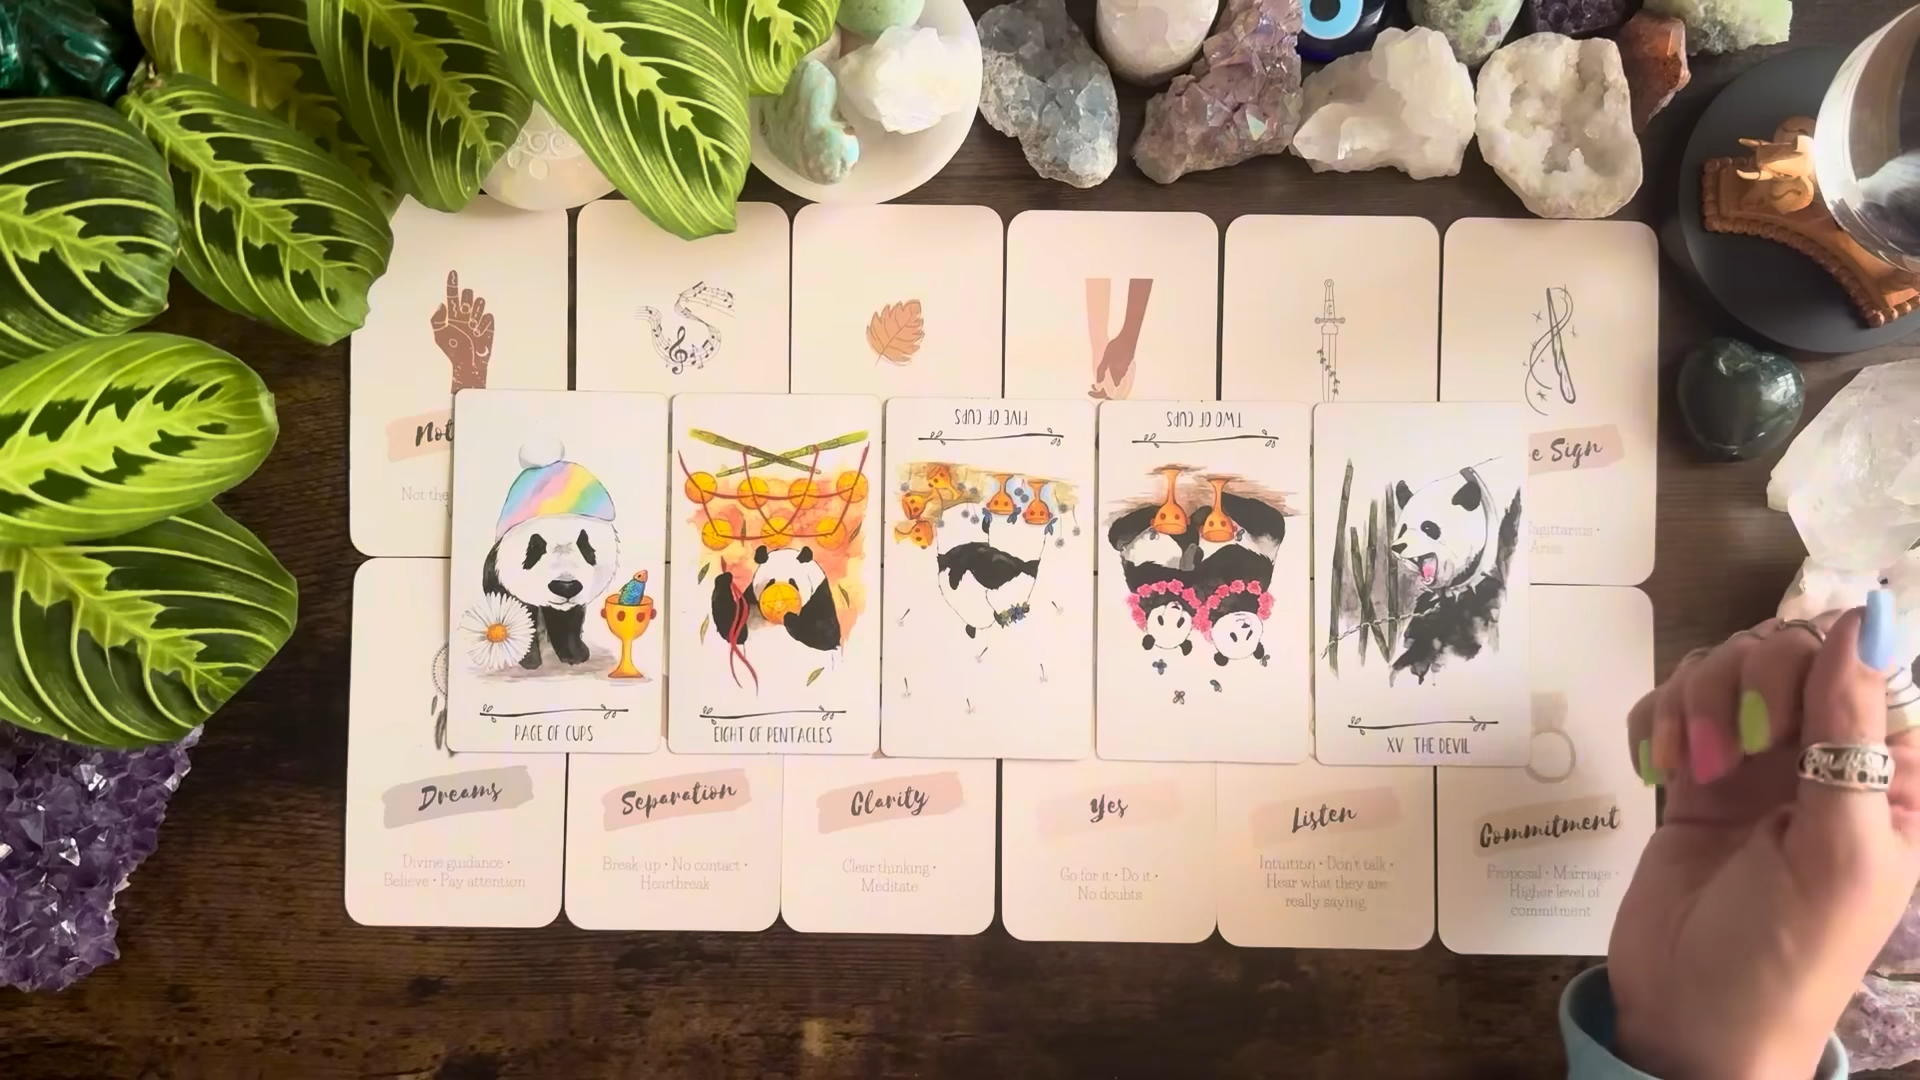 Not
Not the
e Sign
Sagittarius •
Aries
FIVE OF CUPS
TWO OF CUPS
PAGE OF CUPS
EIGHT OF PENTACLES
XV THE DEVIL
Dreams
Divine guidance •
Believe • Pay attention
Separation
Break-up • No contact •
Heartbreak
Clarity
Clear thinking •
Meditate
Yes
Go for it • Do it •
No doubts
Listen
Intuition • Don't talk •
Hear what they are
really saying
Commitment
Proposal • Marriage •
Higher level of
commitment